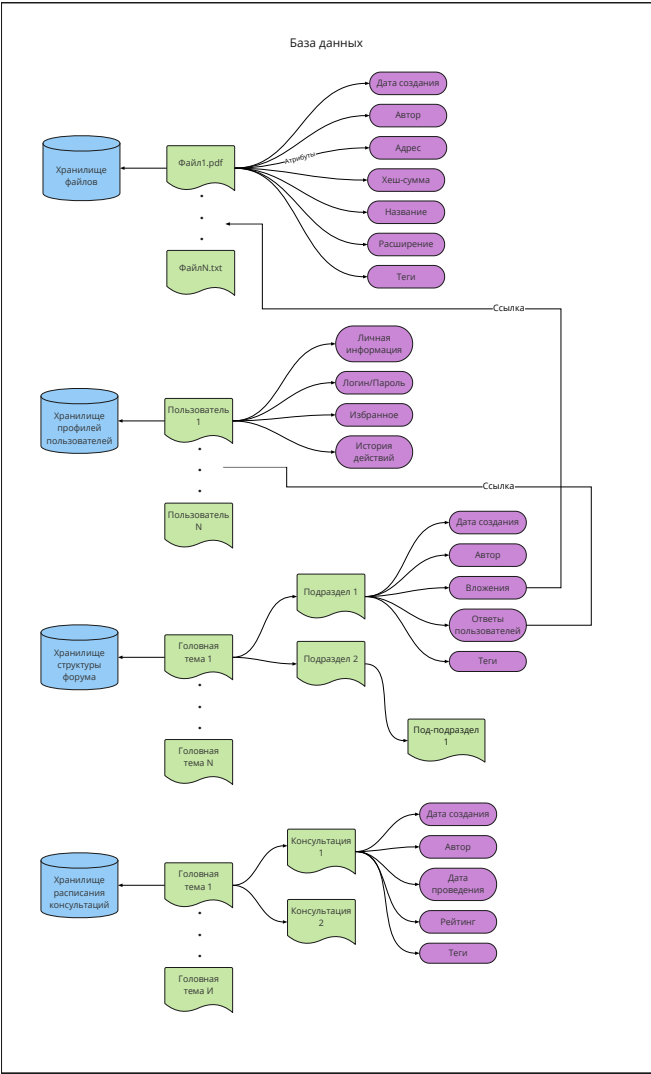 База данных
Дата создания
Автор
Атрибуты
Адрес
Хранилище
файлов
Файл1.pdf
Хеш-сумма
Название
Расширение
ФайлN.txt
Теги
Ссылка
Личная
информация
Логин/Пароль
Хранилище
профилей
пользователей
Пользователь
1
Избранное
История
действий
Ссылка
Пользователь
N
Дата создания
Автор
Подраздел 1
Вложения
Ответы
пользователей
Хранилище
структуры
форума
Головная
тема 1
Подраздел 2
Теги
Под-подраздел
1
Головная
тема N
Дата создания
Консультация
1
Автор
Хранилище
расписания
консультаций
Головная
тема 1
Дата
проведения
Консультация
2
Рейтинг
Теги
Головная
тема И